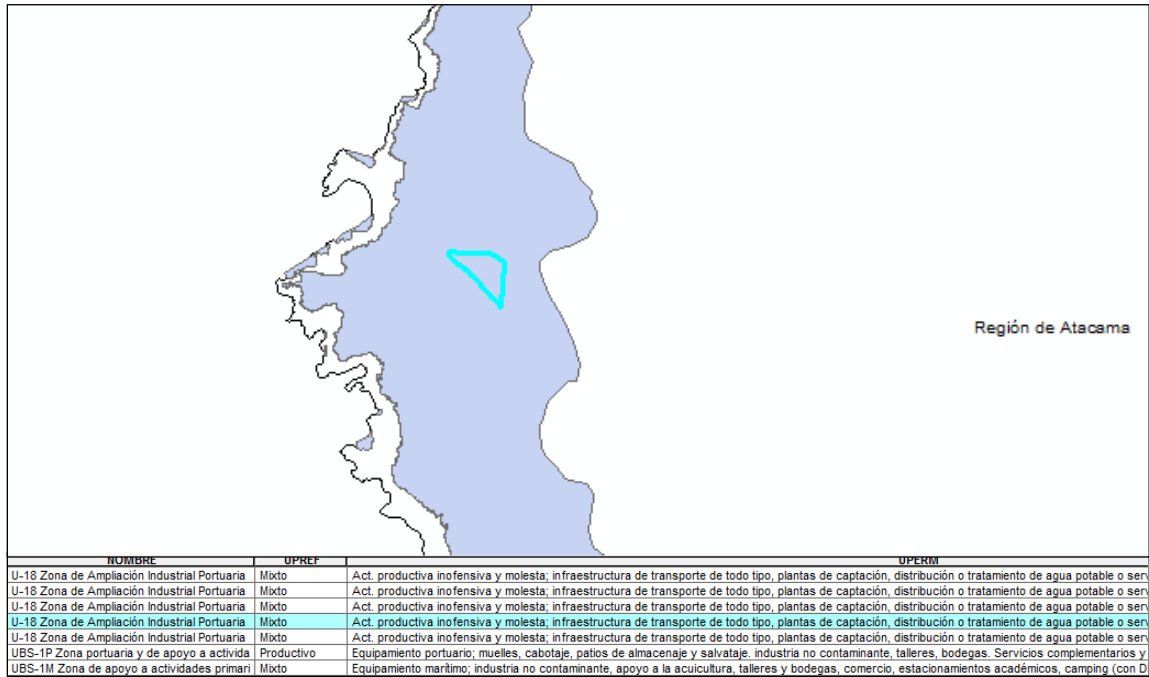 Región de Atacama
NOMBRE UPREF UPERM
U-18 Zona de Ampliación Industrial Portuaria Mixto Act. productiva inofensiva y molesta; infraestructura de transporte de todo tipo, plantas de captación, distribución o tratamiento de agua potable o serv
U-18 Zona de Ampliación Industrial Portuaria Mixto Act. productiva inofensiva y molesta; infraestructura de transporte de todo tipo, plantas de captación, distribución o tratamiento de agua potable o serv
U-18 Zona de Ampliación Industrial Portuaria Mixto Act. productiva inofensiva y molesta; infraestructura de transporte de todo tipo, plantas de captación, distribución o tratamiento de agua potable o serv
U-18 Zona de Ampliación Industrial Portuaria Mixto Act. productiva inofensiva y molesta; infraestructura de transporte de todo tipo, plantas de captación, distribución o tratamiento de agua potable o serv
U-18 Zona de Ampliación Industrial Portuaria Mixto Act. productiva inofensiva y molesta; infraestructura de transporte de todo tipo, plantas de captación, distribución o tratamiento de agua potable o serv
UBS-1P Zona portuaria y de apoyo a activida Productivo Equipamiento portuario; muelles, cabotaje, patios de almacenaje y salvataje. industria no contaminante, talleres, bodegas. Servicios complementarios y
UBS-1M Zona de apoyo a actividades primari Mixto Equipamiento marítimo; industria no contaminante, apoyo a la acuicultura, talleres y bodegas, comercio, estacionamientos académicos, camping (con D